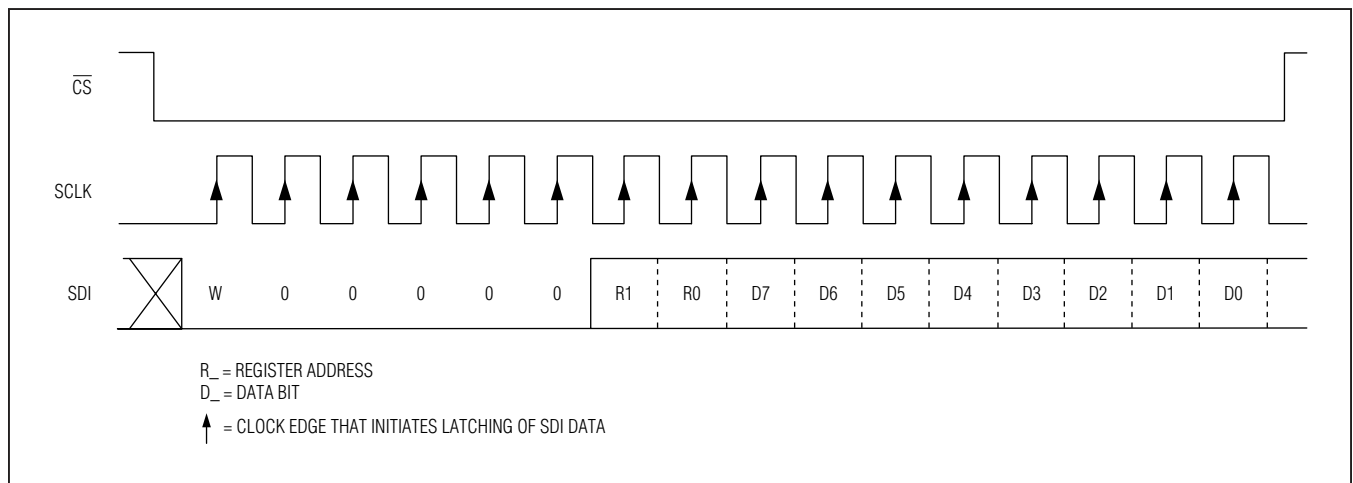 C̅S̅
SCLK
SDI W 0 0 0 0 0 R1 R0 D7 D6 D5 D4 D3 D2 D1 D0
R_ = REGISTER ADDRESS
D_ = DATA BIT
= CLOCK EDGE THAT INITIATES LATCHING OF SDI DATA